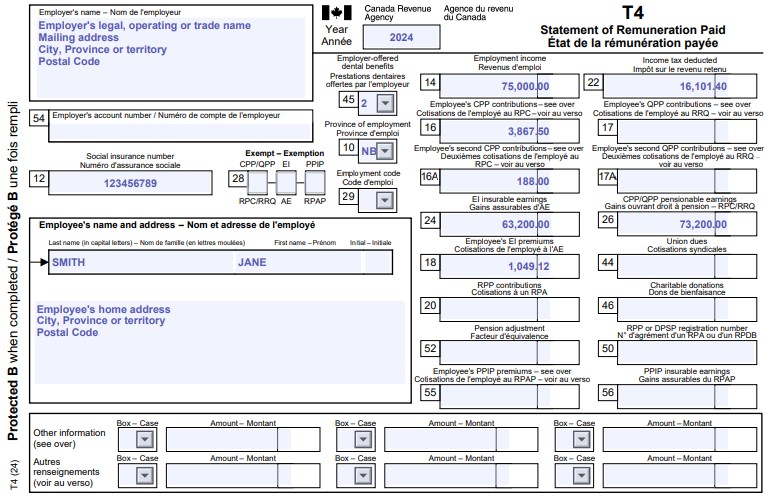 Employer's name – Nom de l'employeur
Employer's legal, operating or trade name
Mailing address
City, Province or territory
Postal Code
54
Employer's account number / Numéro de compte de l'employeur
Canada Revenue Agency
Agence du revenu du Canada
Year
Année
2024
T4
Statement of Remuneration Paid
État de la rémunération payée
Employer-offered dental benefits
Prestations dentaires offertes par l'employeur
45
2
Province of employment
Province d'emploi
10
NB
Employment code
Code d'emploi
29
Social insurance number
Numéro d'assurance sociale
12
123456789
Exempt – Exemption
CPP/QPP EI PPIP
28
RPC/RRQ AE RPAP
Employee's name and address – Nom et adresse de l'employé
Last name (in capital letters) – Nom de famille (en lettres moulées) First name – Prénom Initial – Initiale
SMITH JANE
Employee's home address
City, Province or territory
Postal Code
Employment income
Revenus d'emploi
14
75,000.00
Income tax deducted
Impôt sur le revenu retenu
22
16,101.40
Employee's CPP contributions – see over
Cotisations de l'employé au RPC – voir au verso
16
3,867.50
Employee's QPP contributions – see over
Cotisations de l'employé au RRQ – voir au verso
17
Employee's second CPP contributions – see over
Deuxièmes cotisations de l'employé au
RPC – voir au verso
16A
188.00
Employee's second QPP contributions – see over
Deuxièmes cotisations de l'employé au RRQ –
voir au verso
17A
EI insurable earnings
Gains assurables d'AE
24
63,200.00
CPP/QPP pensionable earnings
Gains ouvrant droit à pension – RPC/RRQ
26
73,200.00
Employee's EI premiums
Cotisations de l'employé à l'AE
18
1,049.12
Union dues
Cotisations syndicales
44
RPP contributions
Cotisations à un RPA
20
Charitable donations
Dons de bienfaisance
46
Pension adjustment
Facteur d'équivalence
52
RPP or DPSP registration number
N° d'agrément d'un RPA ou d'un RPDB
50
Employee's PPIP premiums – see over
Cotisations de l'employé au RPAP – voir au verso
55
PPIP insurable earnings
Gains assurables du RPAP
56
Other information
(see over)
Box – Case Amount – Montant Box – Case Amount – Montant Box – Case Amount – Montant
Autres
renseignements
(voir au verso)
Box – Case Amount – Montant Box – Case Amount – Montant Box – Case Amount – Montant
Protected B when completed / Protégé B une fois rempli
T4 (24)